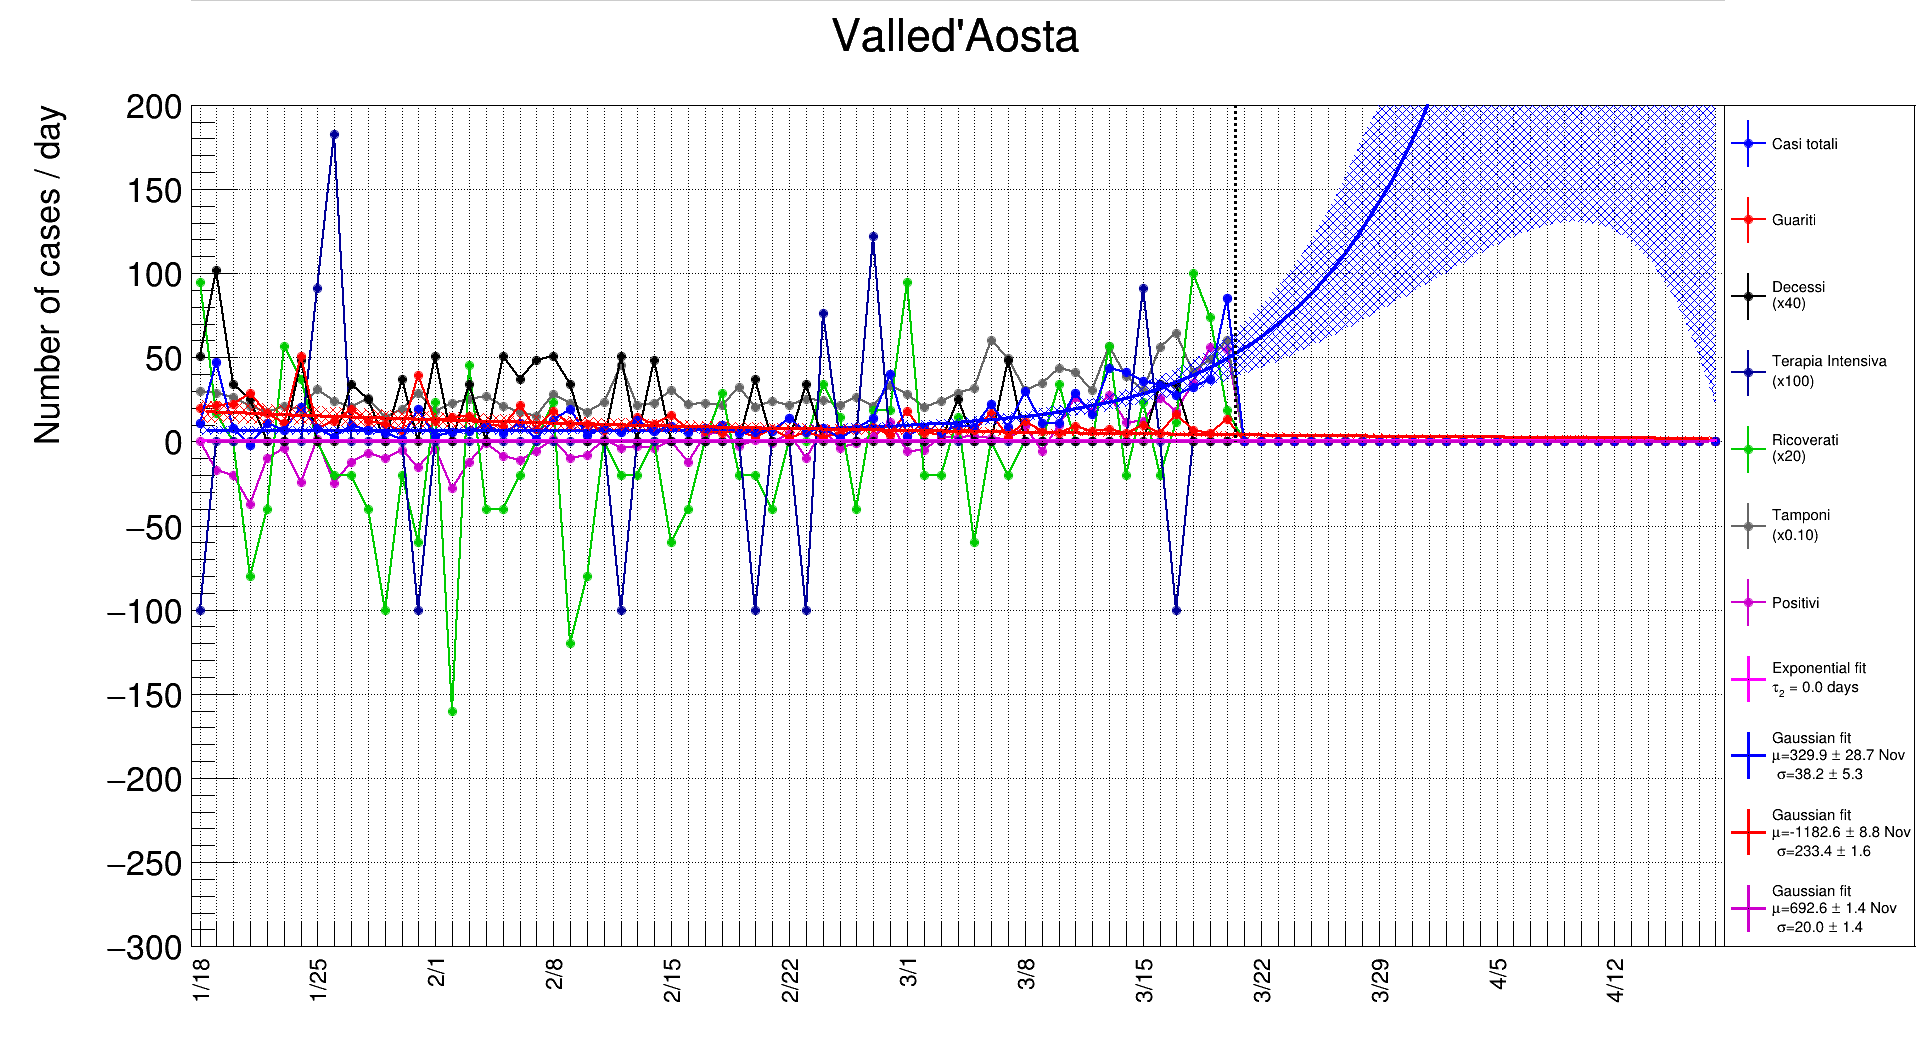 Valled'Aosta
Number of cases / day
200
150
100
50
0
−50
−100
−150
−200
−250
−300
1/18
1/25
2/1
2/8
2/15
2/22
3/1
3/8
3/15
3/22
3/29
4/5
4/12
Casi totali
Guariti
Decessi
(x40)
Terapia Intensiva
(x100)
Ricoverati
(x20)
Tamponi
(x0.10)
Positivi
Exponential fit
τ2 = 0.0 days
Gaussian fit
μ=329.9 ± 28.7 Nov
σ=38.2 ± 5.3
Gaussian fit
μ=-1182.6 ± 8.8 Nov
σ=233.4 ± 1.6
Gaussian fit
μ=692.6 ± 1.4 Nov
σ=20.0 ± 1.4